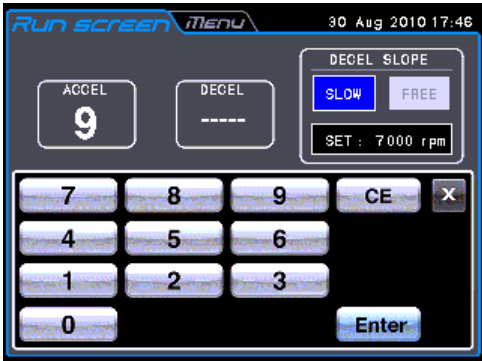 Run screen Menu 30 Aug 2010 17:46
DECEL SLOPE
ACCEL DECEL
SLOW FREE
9 -----
SET : 7000 rpm
7 8 9 CE X
4 5 6
1 2 3
0 Enter